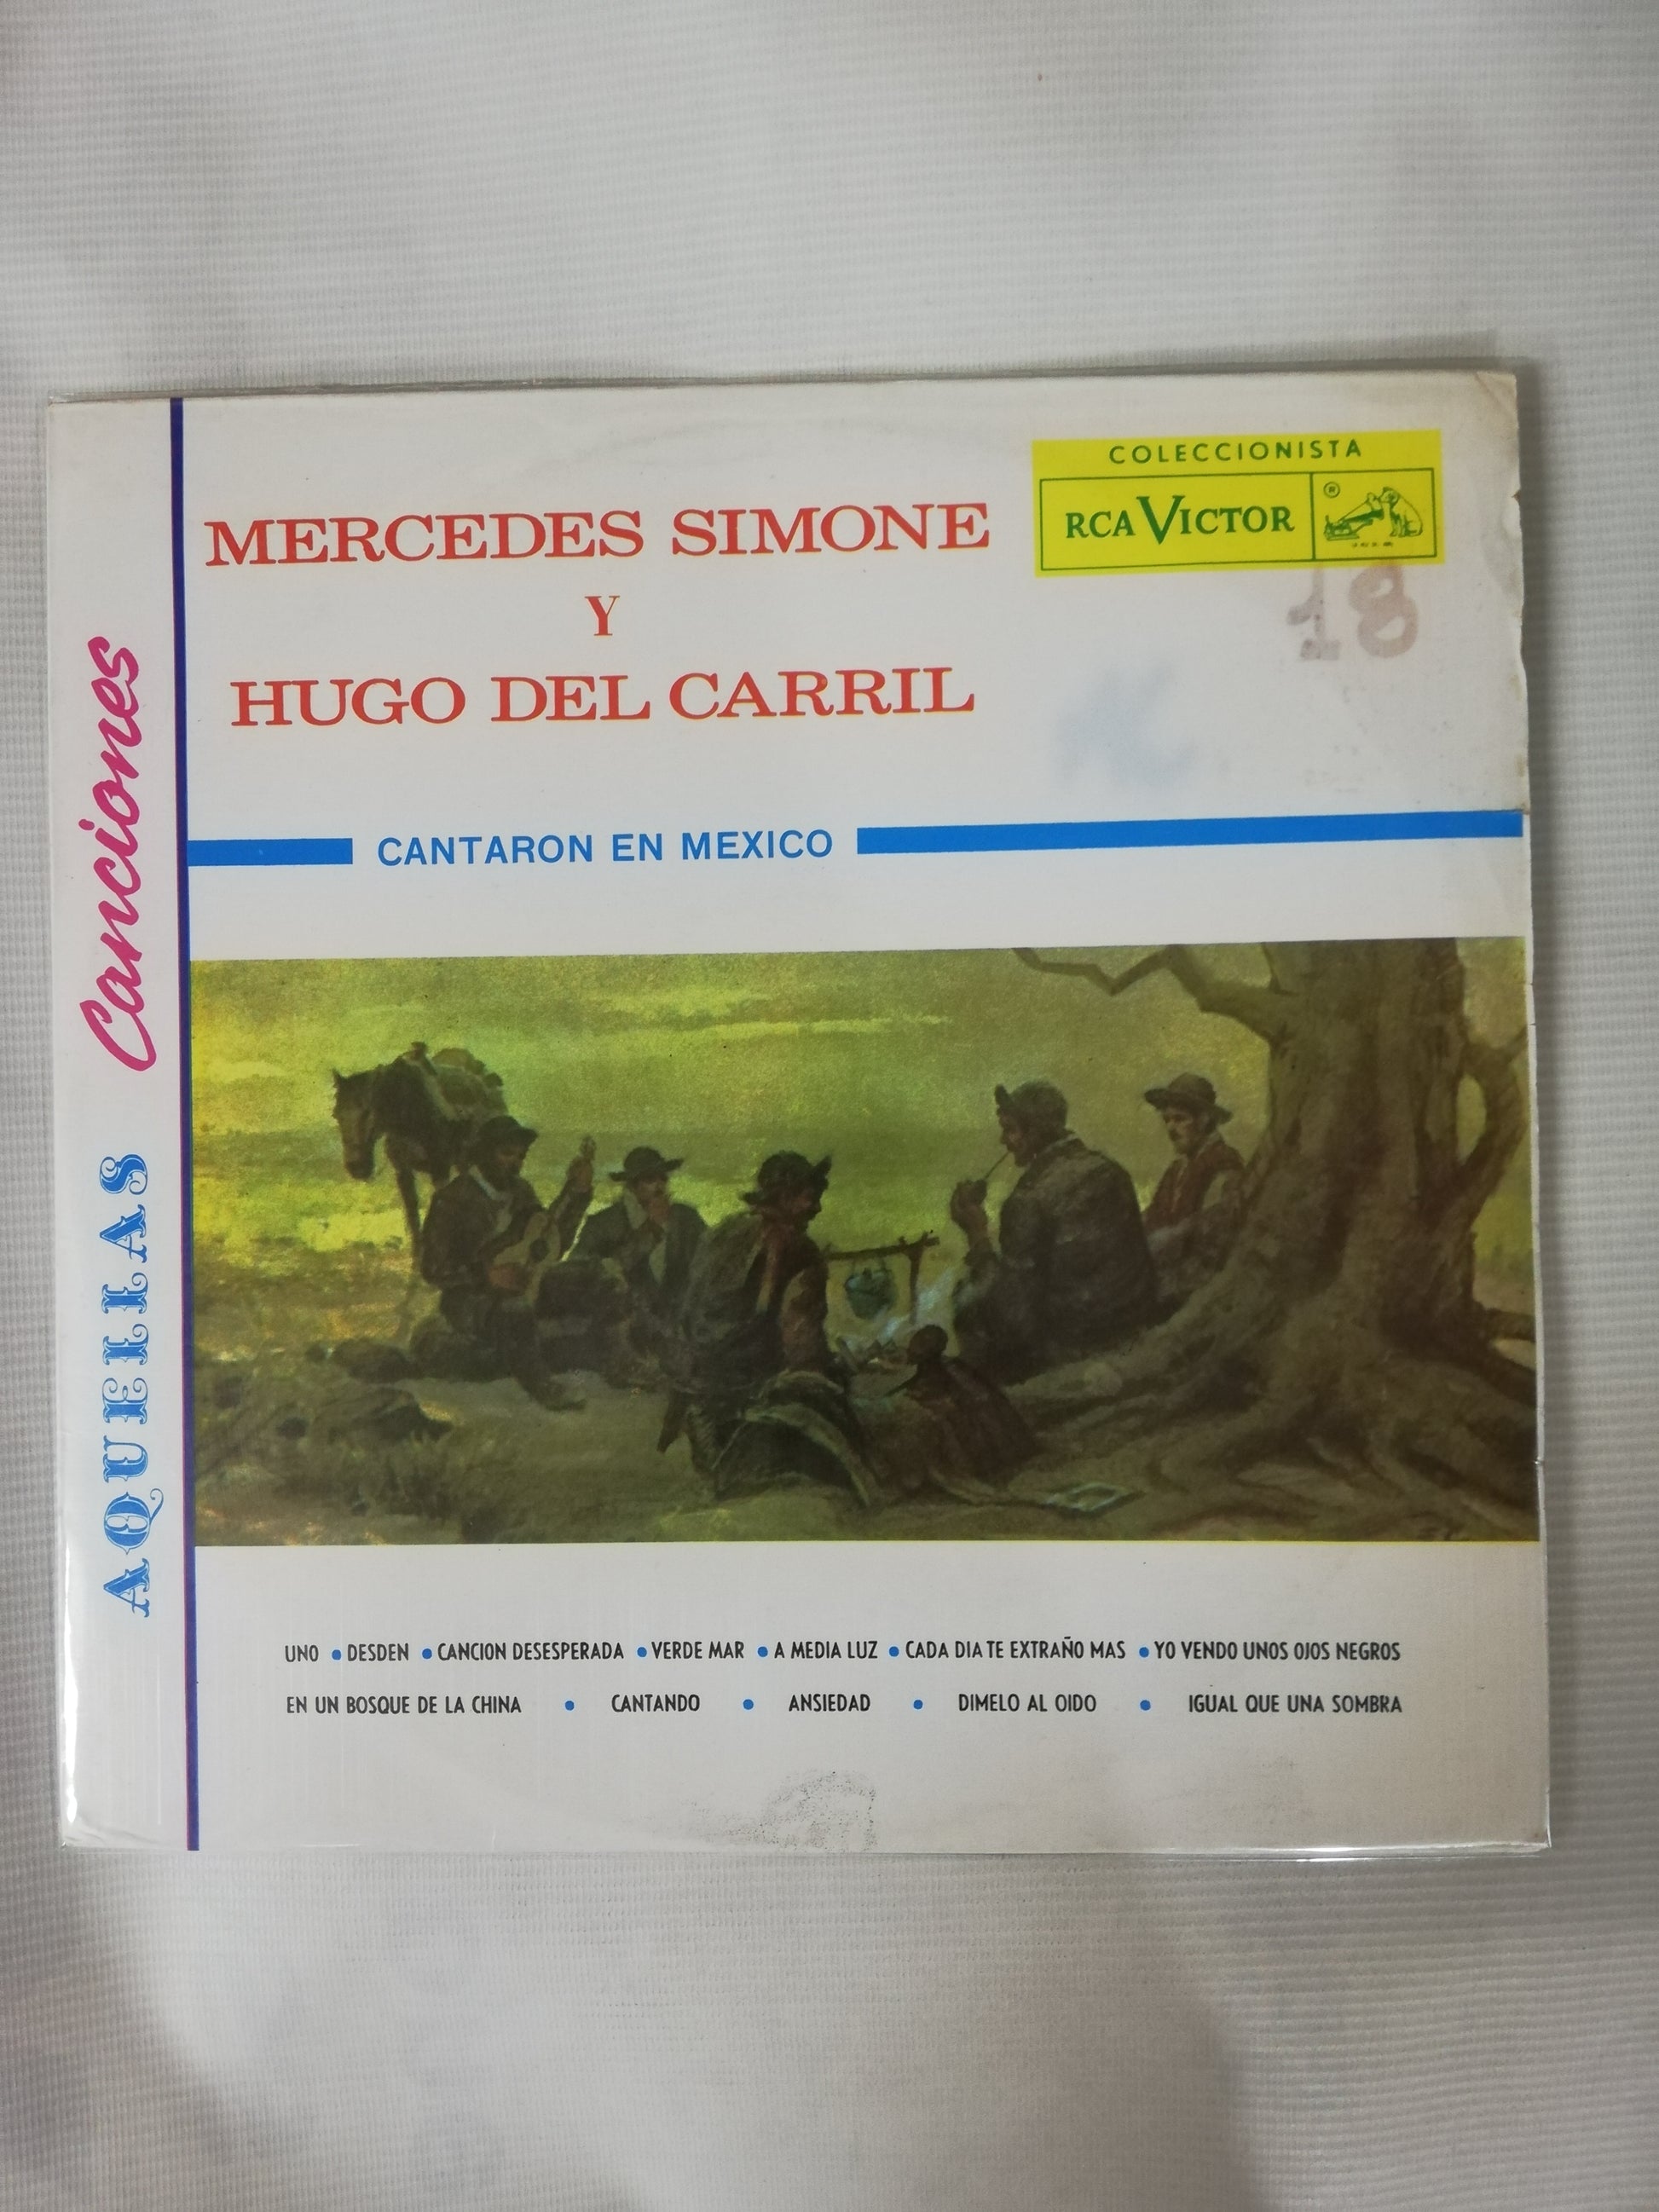 AQUELLAS Canciones
MERCEDES SIMONE
Y
HUGO DEL CARRIL
COLECCIONISTA
RCA VICTOR
®
18
CANTARON EN MEXICO
UNO • DESDEN • CANCION DESESPERADA • VERDE MAR • A MEDIA LUZ • CADA DIA TE EXTRAÑO MAS • YO VENDO UNOS OJOS NEGROS
EN UN BOSQUE DE LA CHINA • CANTANDO • ANSIEDAD • DIMELO AL OIDO • IGUAL QUE UNA SOMBRA